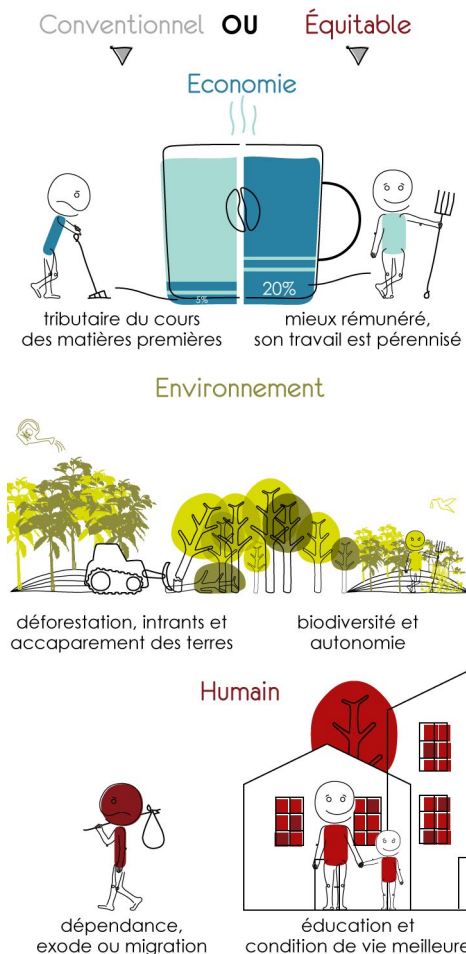 Conventionnel OU Équitable
Economie
5%
20%
tributaire du cours
des matières premières
mieux rémunéré,
son travail est pérennisé
Environnement
déforestation, intrants et
accaparement des terres
biodiversité et
autonomie
Humain
dépendance,
exode ou migration
éducation et
condition de vie meilleure